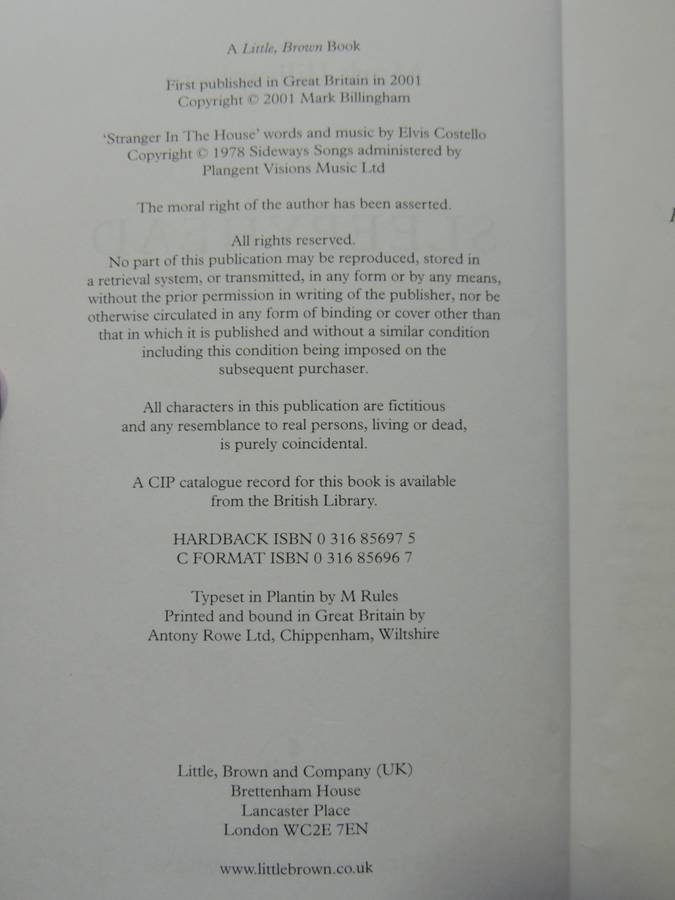 A Little, Brown Book
First published in Great Britain in 2001
Copyright © 2001 Mark Billingham
'Stranger In The House' words and music by Elvis Costello
Copyright © 1978 Sideways Songs administered by
Plangent Visions Music Ltd
The moral right of the author has been asserted.
All rights reserved.
No part of this publication may be reproduced, stored in
a retrieval system, or transmitted, in any form or by any means,
without the prior permission in writing of the publisher, nor be
otherwise circulated in any form of binding or cover other than
that in which it is published and without a similar condition
including this condition being imposed on the
subsequent purchaser.
All characters in this publication are fictitious
and any resemblance to real persons, living or dead,
is purely coincidental.
A CIP catalogue record for this book is available
from the British Library.
HARDBACK ISBN 0 316 85697 5
C FORMAT ISBN 0 316 85696 7
Typeset in Plantin by M Rules
Printed and bound in Great Britain by
Antony Rowe Ltd, Chippenham, Wiltshire
Little, Brown and Company (UK)
Brettenham House
Lancaster Place
London WC2E 7EN
www.littlebrown.co.uk